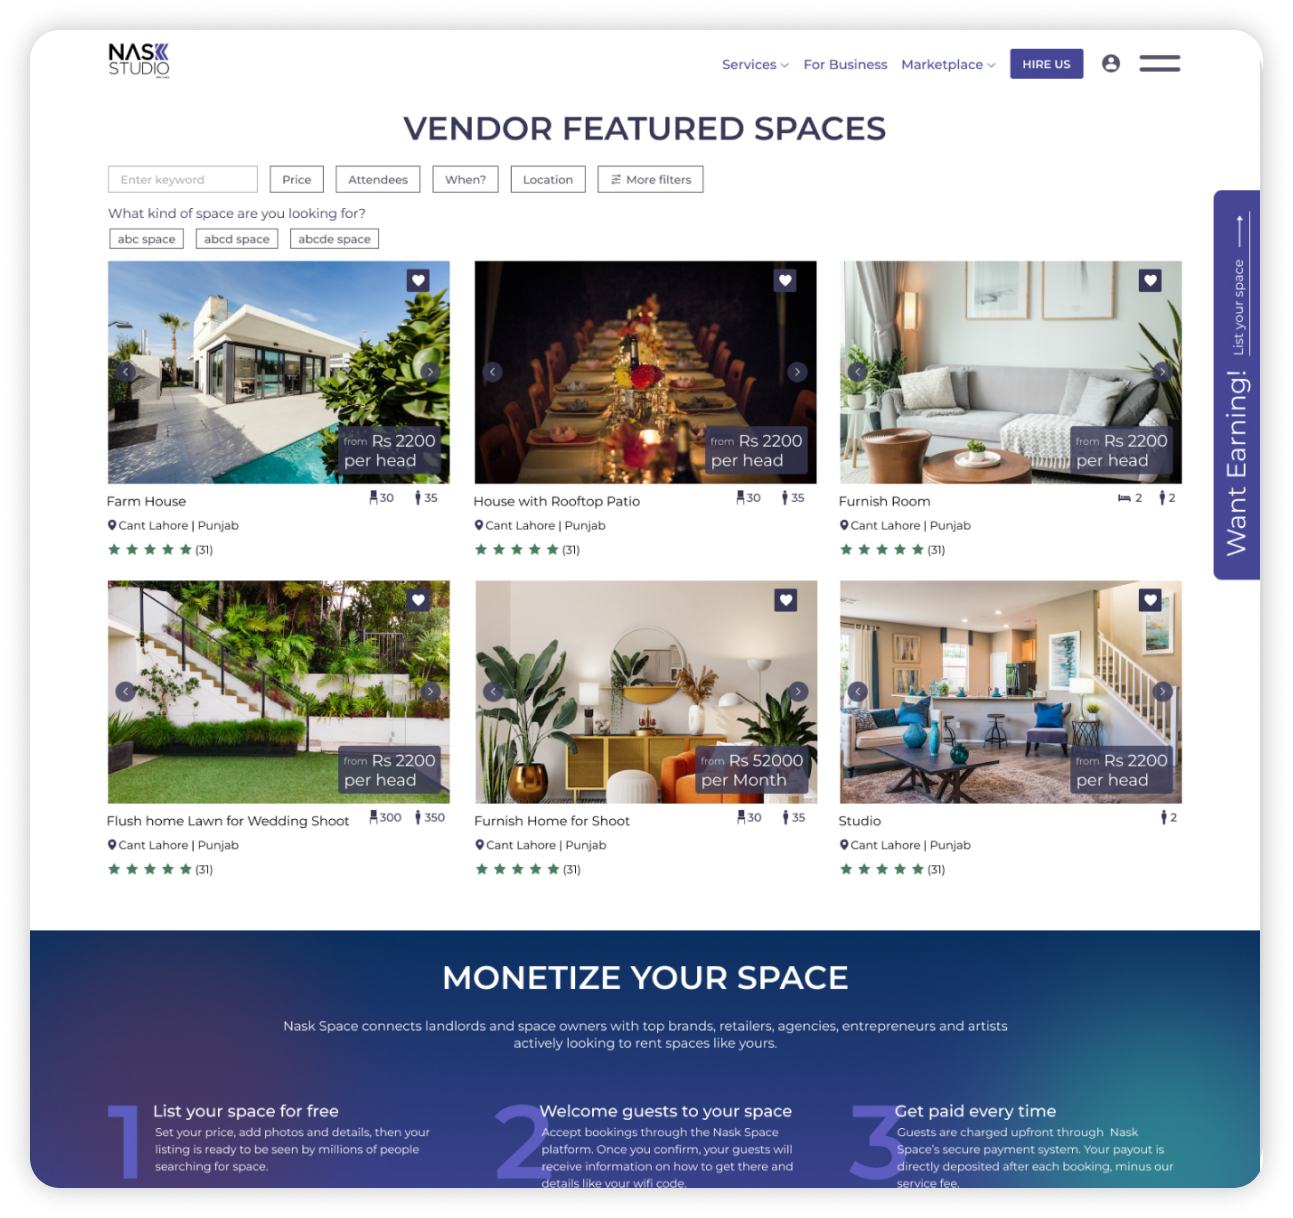 NASK
STUDIO
Services
For Business
Marketplace
HIRE US
VENDOR FEATURED SPACES
Enter keyword
Price
Attendees
When?
Location
More filters
What kind of space are you looking for?
abc space
abcd space
abcde space
Want Earning! List your space
from Rs 2200
per head
from Rs 2200
per head
from Rs 2200
per head
Farm House
30
35
Cant Lahore | Punjab
(31)
House with Rooftop Patio
30
35
Cant Lahore | Punjab
(31)
Furnish Room
2
2
Cant Lahore | Punjab
(31)
from Rs 2200
per head
from Rs 52000
per Month
from Rs 2200
per head
Flush home Lawn for Wedding Shoot
300
350
Cant Lahore | Punjab
(31)
Furnish Home for Shoot
30
35
Cant Lahore | Punjab
(31)
Studio
2
Cant Lahore | Punjab
(31)
MONETIZE YOUR SPACE
Nask Space connects landlords and space owners with top brands, retailers, agencies, entrepreneurs and artists
actively looking to rent spaces like yours.
1
List your space for free
Set your price, add photos and details, then your
listing is ready to be seen by millions of people
searching for space.
2
Welcome guests to your space
Accept bookings through the Nask Space
platform. Once you confirm, your guests will
receive information on how to get there and
details like your wifi code.
3
Get paid every time
Guests are charged upfront through Nask
Space's secure payment system. Your payout is
directly deposited after each booking, minus our
service fee.